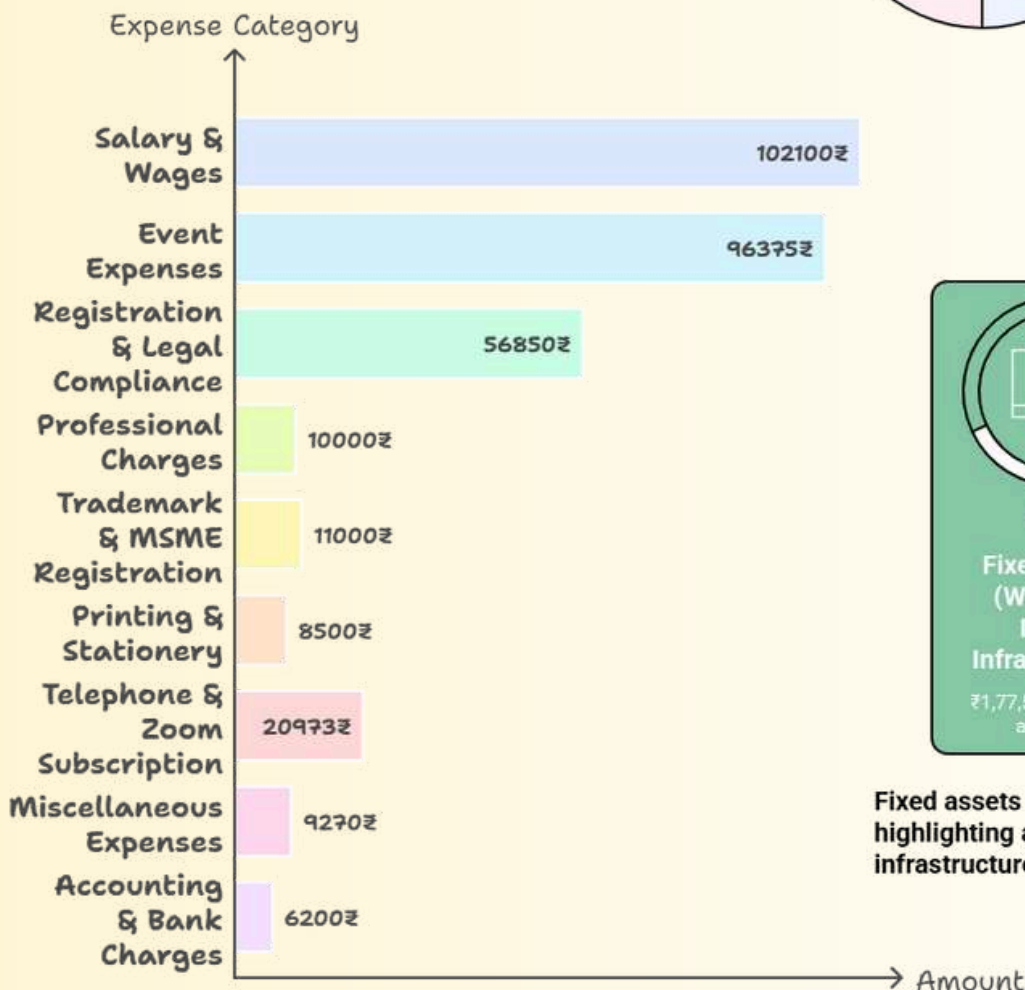 Expense Category
Salary &
Wages
102100₹
Event
Expenses
96375₹
Registration
& Legal
Compliance
56850₹
Professional
Charges
10000₹
Trademark
& MSME
Registration
11000₹
Printing &
Stationery
8500₹
Telephone &
Zoom
Subscription
20973₹
Miscellaneous
Expenses
9270₹
Accounting
& Bank
Charges
6200₹
Amount
Fixed assets
highlighting
infrastructure